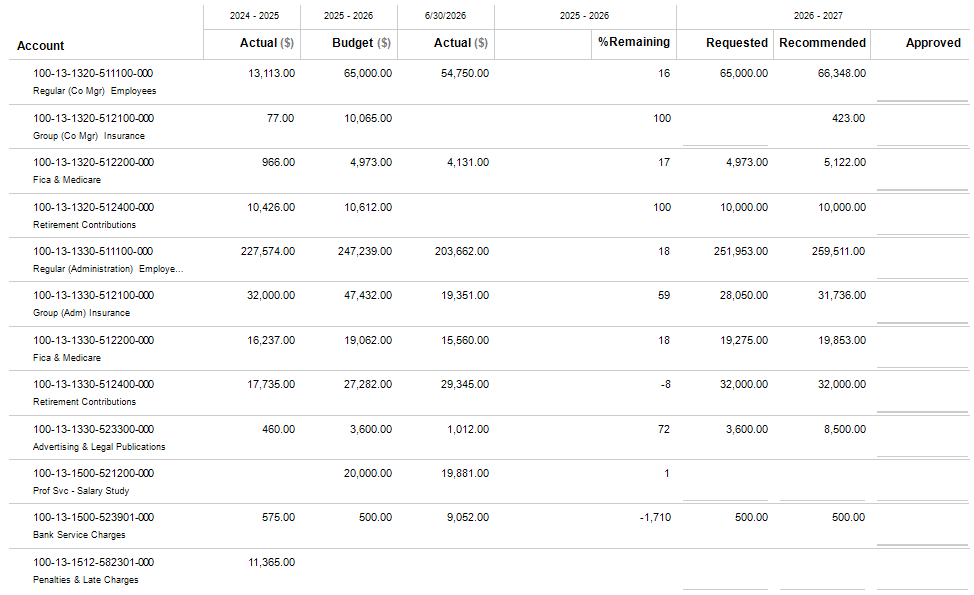 2024 - 2025 2025 - 2026 6/30/2026 2025 - 2026 2026 - 2027
Account Actual ($) Budget ($) Actual ($) %Remaining Requested Recommended Approved
100-13-1320-511100-000 13,113.00 65,000.00 54,750.00 16 65,000.00 66,348.00
Regular (Co Mgr) Employees
100-13-1320-512100-000 77.00 10,065.00 100 423.00
Group (Co Mgr) Insurance
100-13-1320-512200-000 966.00 4,973.00 4,131.00 17 4,973.00 5,122.00
Fica & Medicare
100-13-1320-512400-000 10,426.00 10,612.00 100 10,000.00 10,000.00
Retirement Contributions
100-13-1330-511100-000 227,574.00 247,239.00 203,662.00 18 251,953.00 259,511.00
Regular (Administration) Employe...
100-13-1330-512100-000 32,000.00 47,432.00 19,351.00 59 28,050.00 31,736.00
Group (Adm) Insurance
100-13-1330-512200-000 16,237.00 19,062.00 15,560.00 18 19,275.00 19,853.00
Fica & Medicare
100-13-1330-512400-000 17,735.00 27,282.00 29,345.00 -8 32,000.00 32,000.00
Retirement Contributions
100-13-1330-523300-000 460.00 3,600.00 1,012.00 72 3,600.00 8,500.00
Advertising & Legal Publications
100-13-1500-521200-000 20,000.00 19,881.00 1
Prof Svc - Salary Study
100-13-1500-523901-000 575.00 500.00 9,052.00 -1,710 500.00 500.00
Bank Service Charges
100-13-1512-582301-000 11,365.00
Penalties & Late Charges